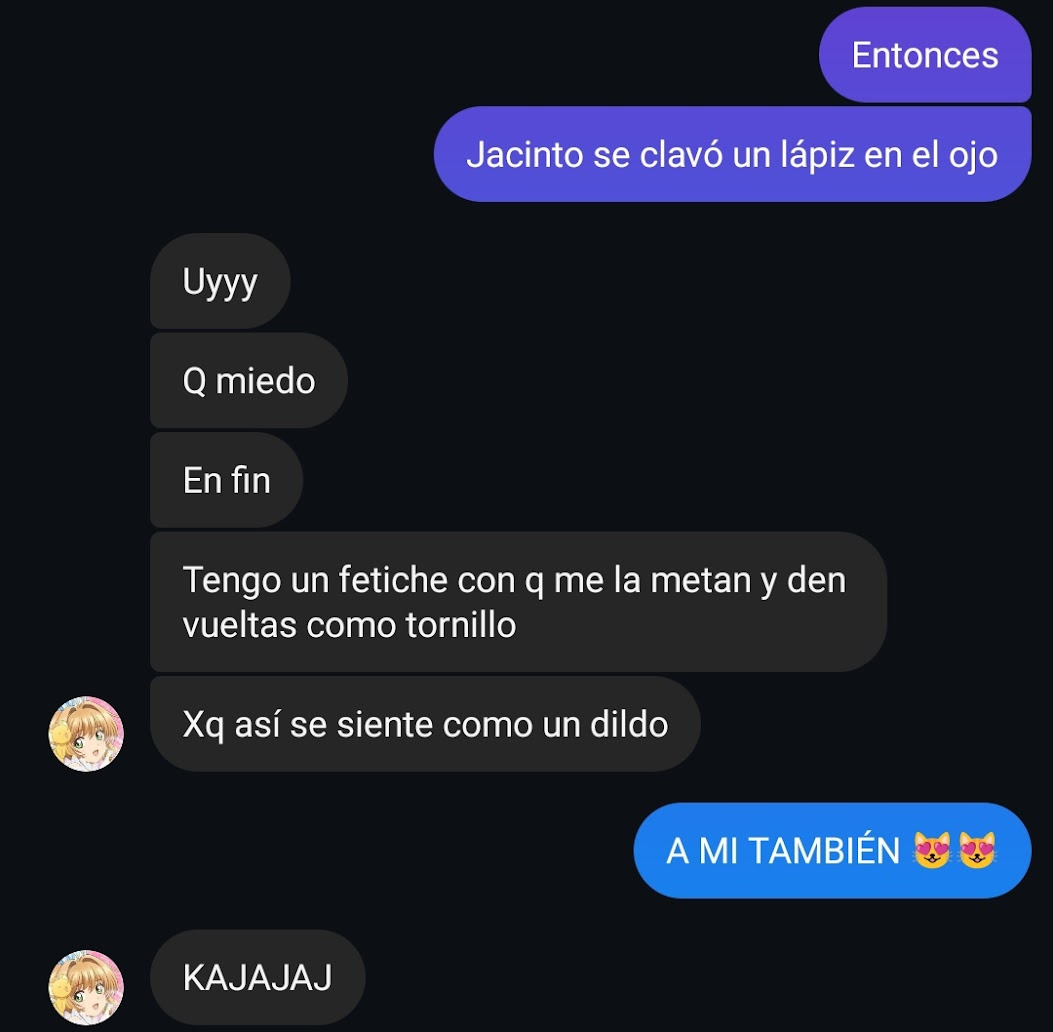 Entonces
Jacinto se clavó un lápiz en el ojo
Uyyy
Q miedo
En fin
Tengo un fetiche con q me la metan y den
vueltas como tornillo
Xq así se siente como un dildo
A MI TAMBIÉN 😻😻
KAJAJAJ